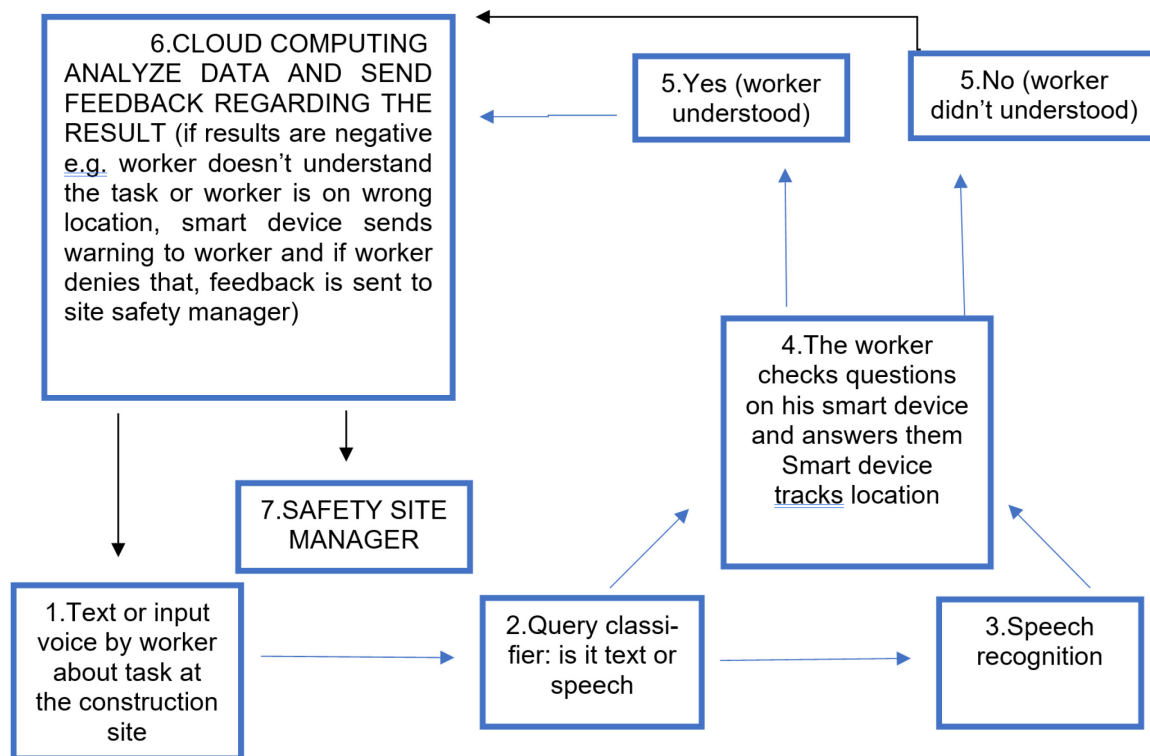 6.CLOUD COMPUTING
ANALYZE DATA AND SEND
FEEDBACK REGARDING THE
RESULT (if results are negative
e.g. worker doesn’t understand
the task or worker is on wrong
location, smart device sends
warning to worker and if worker
denies that, feedback is sent to
site safety manager)
5.Yes (worker
understood)
5.No (worker
didn’t understood)
4.The worker
checks questions
on his smart device
and answers them
Smart device
tracks location
7.SAFETY SITE
MANAGER
1.Text or input
voice by worker
about task at
the construction
site
2.Query classi-
fier: is it text or
speech
3.Speech
recognition